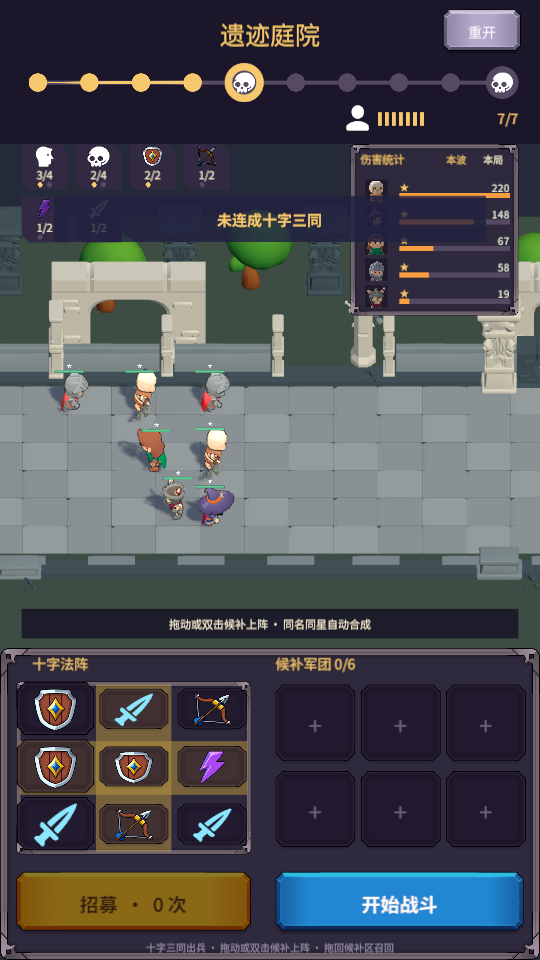 遗迹庭院
重开
7/7
3/4
2/4
2/2
1/2
伤害统计 本波 本局
220
1/2
1/2
未连成十字三同
148
67
58
19
拖动或双击候补上阵 · 同名同星自动合成
十字法阵
候补军团 0/6
招募 · 0 次
开始战斗
十字三同出兵 · 拖动或双击候补上阵 · 拖回候补区召回